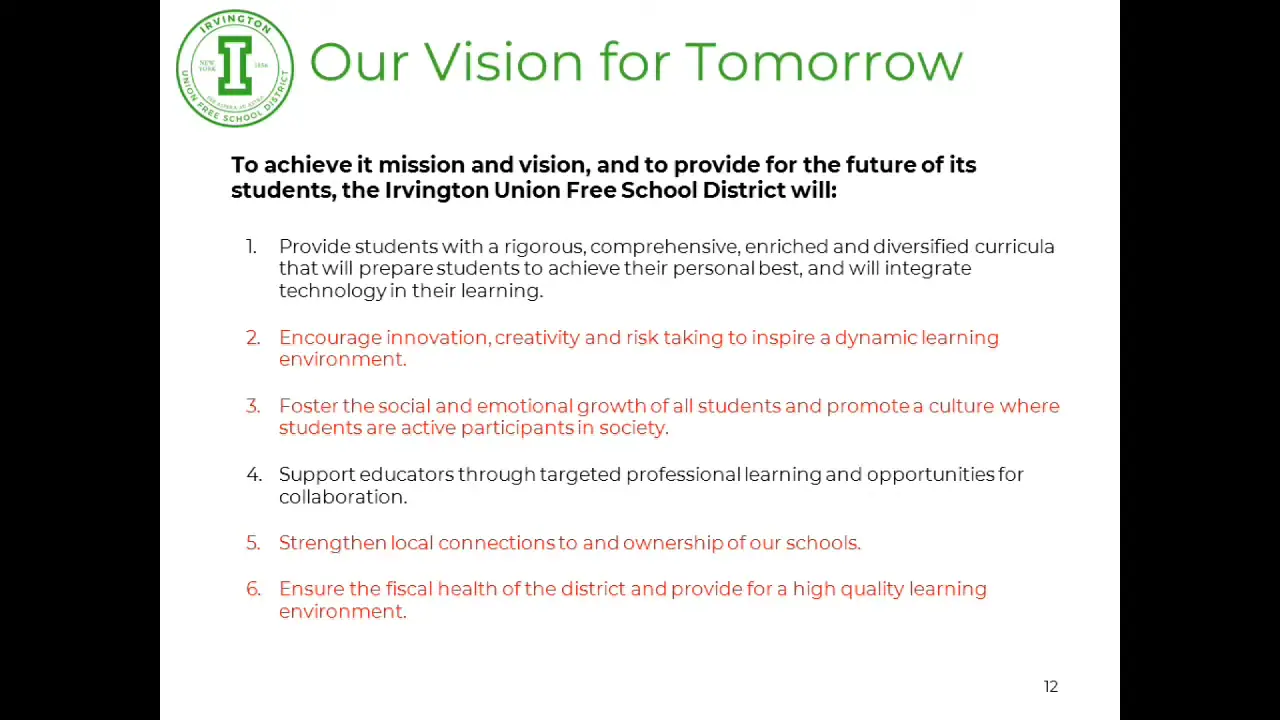 IRVINGTON
NEW YORK
1856
UNION FREE SCHOOL DISTRICT
Our Vision for Tomorrow
To achieve it mission and vision, and to provide for the future of its
students, the Irvington Union Free School District will:
1. Provide students with a rigorous, comprehensive, enriched and diversified curricula
that will prepare students to achieve their personal best, and will integrate
technology in their learning.
2. Encourage innovation, creativity and risk taking to inspire a dynamic learning
environment.
3. Foster the social and emotional growth of all students and promote a culture where
students are active participants in society.
4. Support educators through targeted professional learning and opportunities for
collaboration.
5. Strengthen local connections to and ownership of our schools.
6. Ensure the fiscal health of the district and provide for a high quality learning
environment.
12